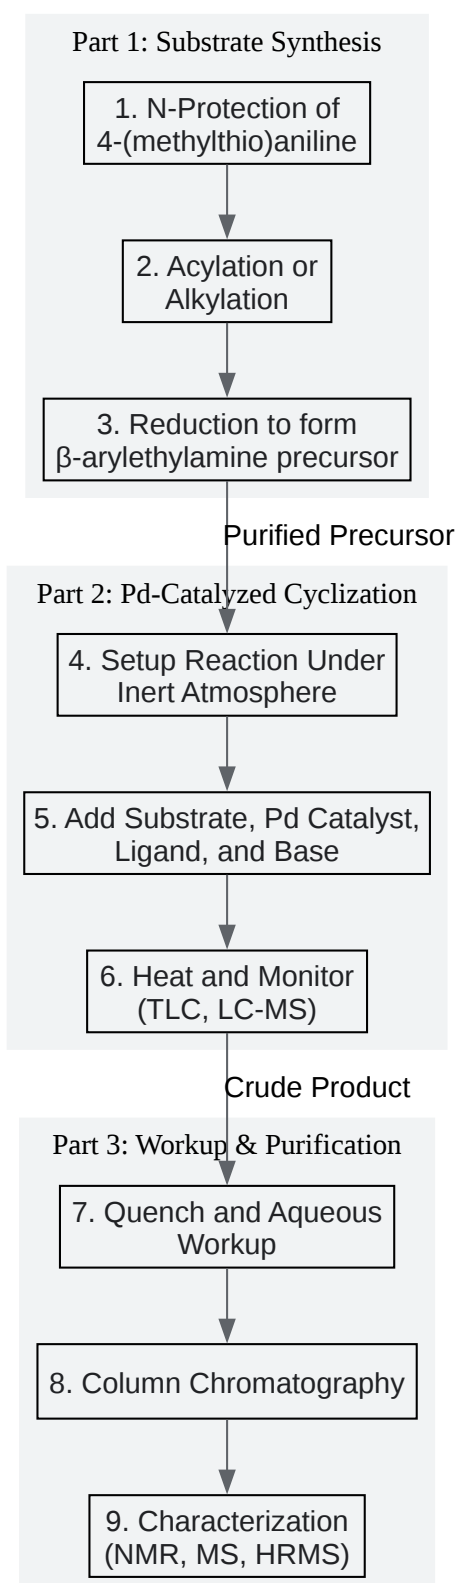 Part 1: Substrate Synthesis
1. N-Protection of
4-(methylthio)aniline
2. Acylation or
Alkylation
3. Reduction to form
β-arylethylamine precursor
Purified Precursor
Part 2: Pd-Catalyzed Cyclization
4. Setup Reaction Under
Inert Atmosphere
5. Add Substrate, Pd Catalyst,
Ligand, and Base
6. Heat and Monitor
(TLC, LC-MS)
Crude Product
Part 3: Workup & Purification
7. Quench and Aqueous
Workup
8. Column Chromatography
9. Characterization
(NMR, MS, HRMS)